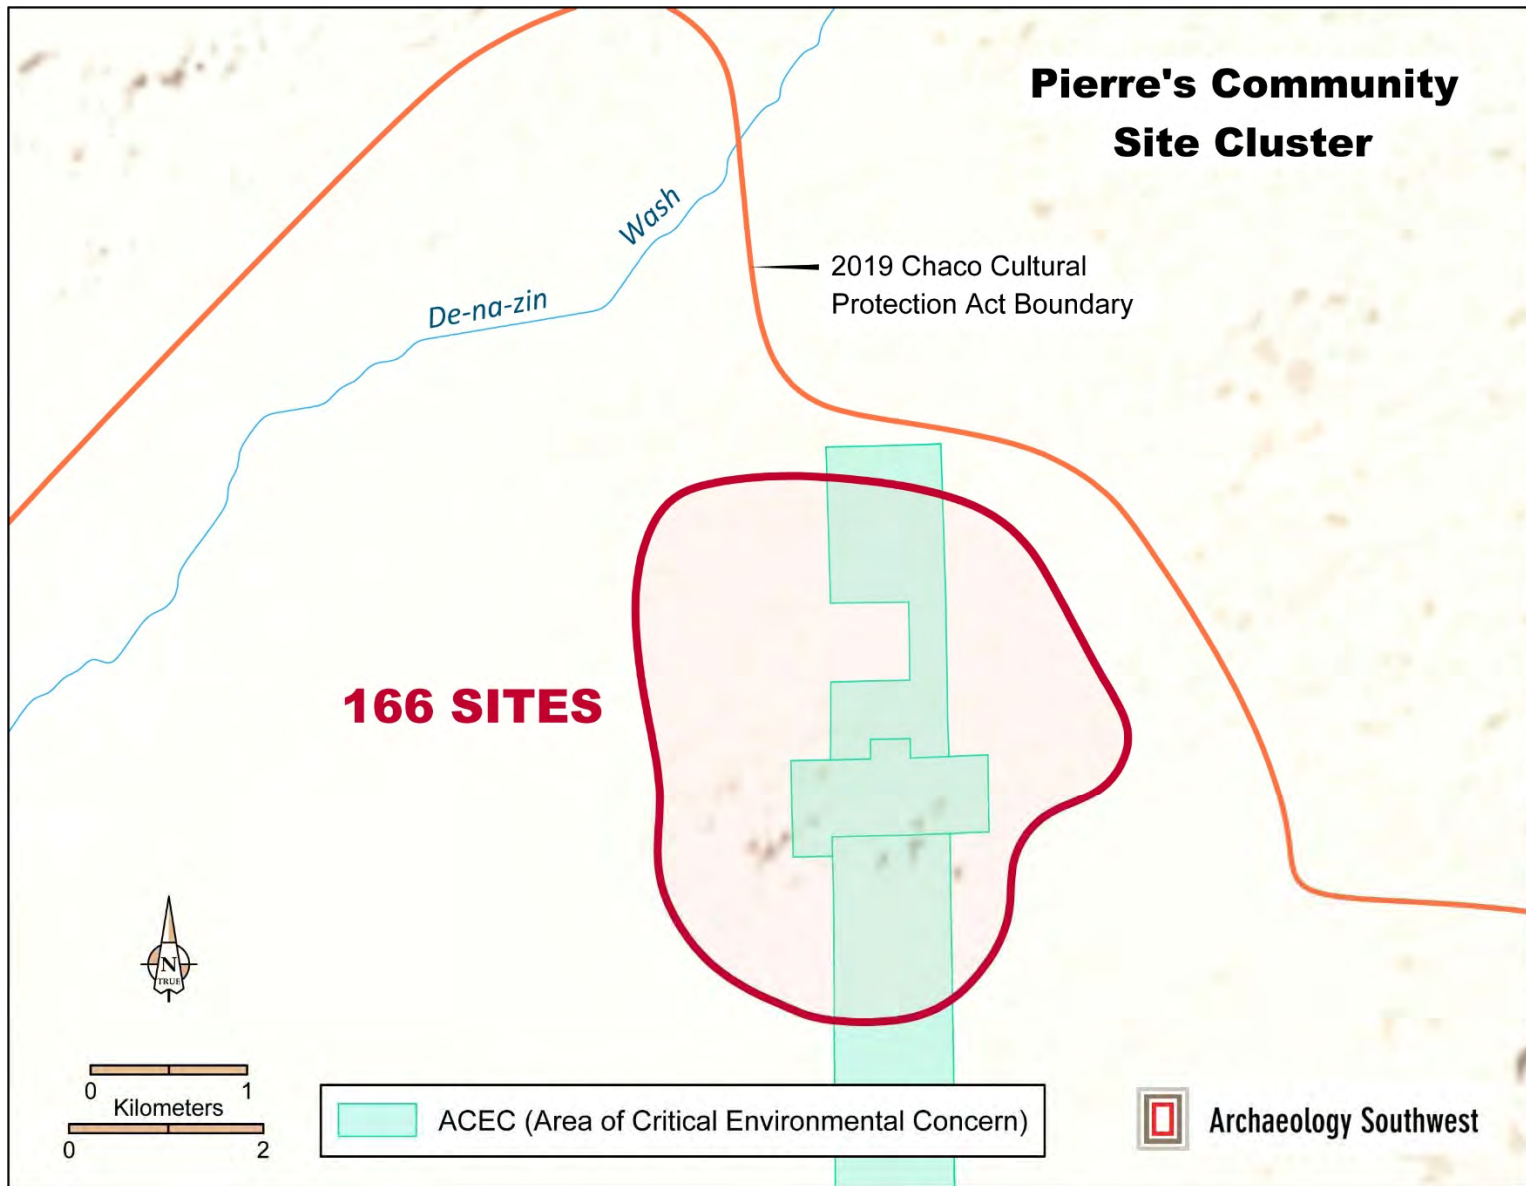 Pierre's Community
Site Cluster
Wash
De-na-zin
2019 Chaco Cultural
Protection Act Boundary
166 SITES
N
TRUE
0 1
Kilometers
0 2
ACEC (Area of Critical Environmental Concern)
Archaeology Southwest